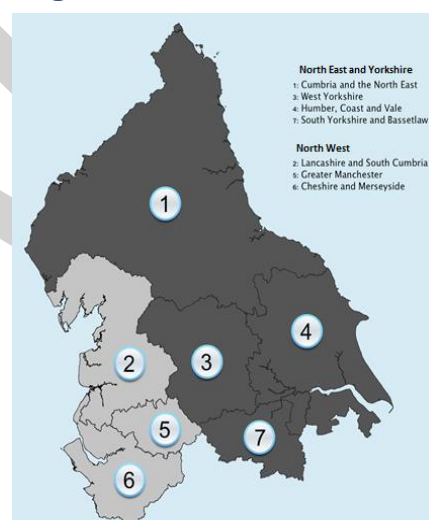 North East and Yorkshire
1: Cumbria and the North East
3: West Yorkshire
4: Humber, Coast and Vale
7: South Yorkshire and Bassetlaw
North West
2: Lancashire and South Cumbria
5: Greater Manchester
6: Cheshire and Merseyside
1
4
3
2
5
7
6